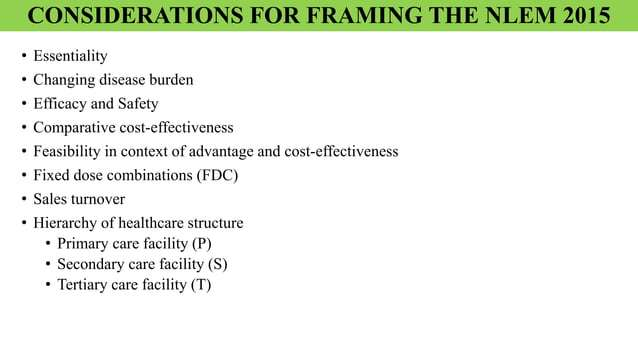 CONSIDERATIONS FOR FRAMING THE NLEM 2015
• Essentiality
• Changing disease burden
• Efficacy and Safety
• Comparative cost-effectiveness
• Feasibility in context of advantage and cost-effectiveness
• Fixed dose combinations (FDC)
• Sales turnover
• Hierarchy of healthcare structure
• Primary care facility (P)
• Secondary care facility (S)
• Tertiary care facility (T)